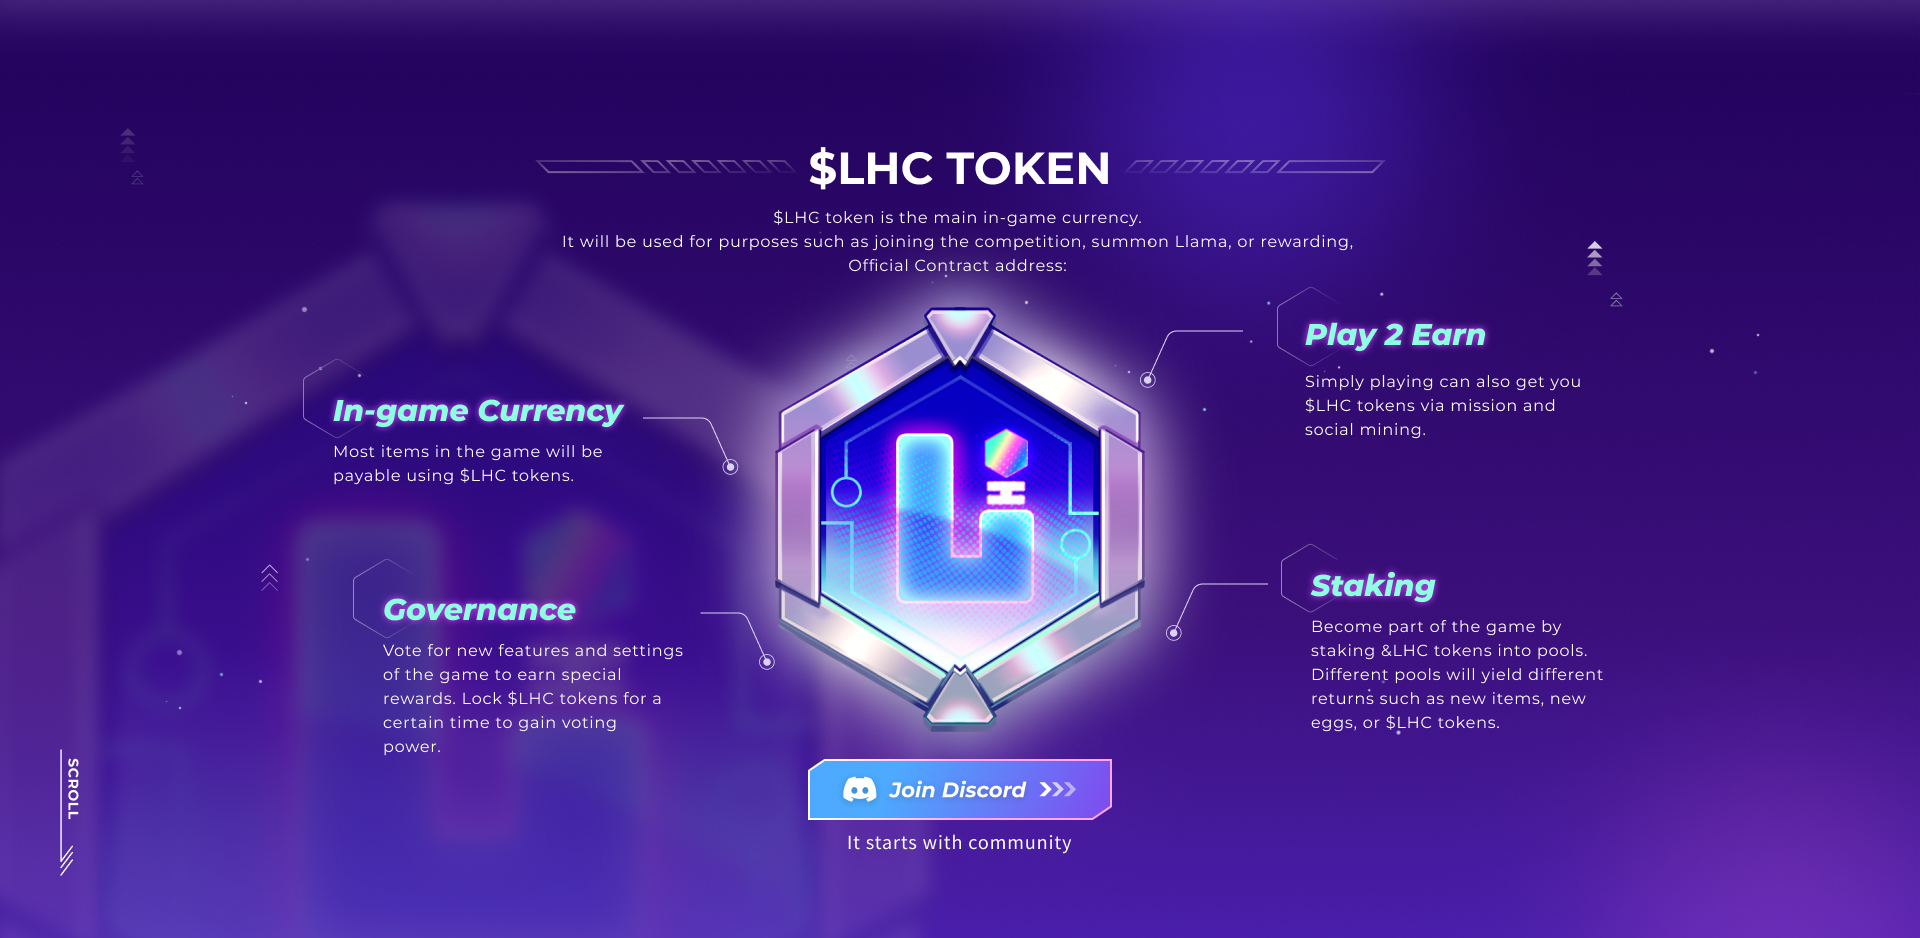 $LHC TOKEN
$LHC token is the main in-game currency.
It will be used for purposes such as joining the competition, summon Llama, or rewarding,
Official Contract address:
In-game Currency
Most items in the game will be
payable using $LHC tokens.
Governance
Vote for new features and settings
of the game to earn special
rewards. Lock $LHC tokens for a
certain time to gain voting
power.
Play 2 Earn
Simply playing can also get you
$LHC tokens via mission and
social mining.
Staking
Become part of the game by
staking &LHC tokens into pools.
Different pools will yield different
returns such as new items, new
eggs, or $LHC tokens.
Join Discord
It starts with community
SCROLL